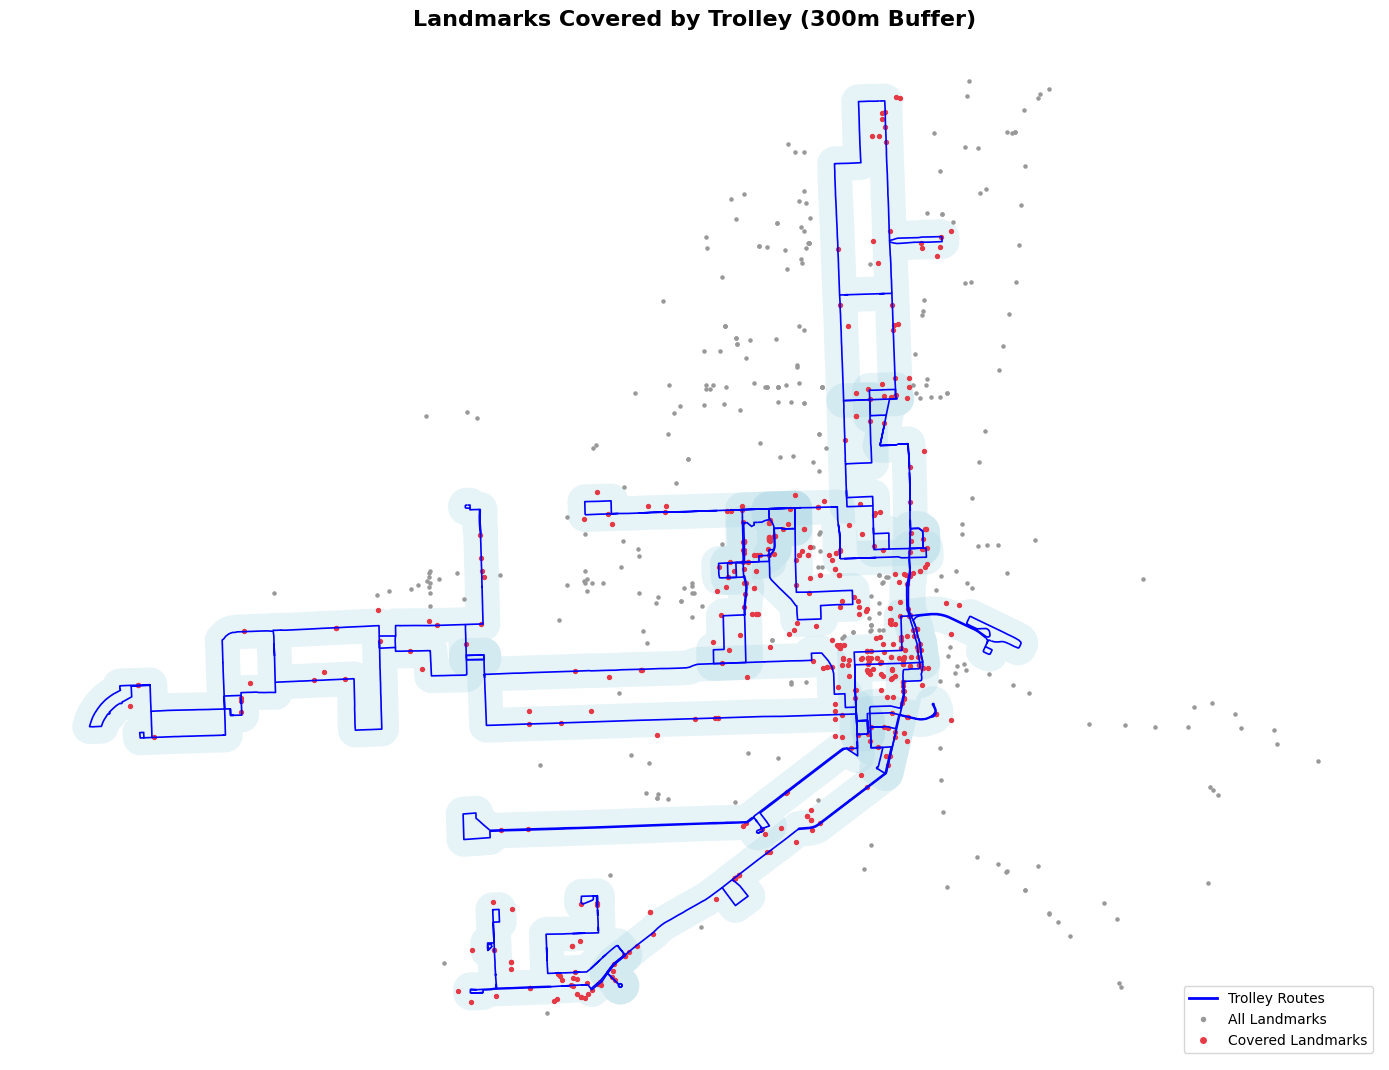 Landmarks Covered by Trolley (300m Buffer)
Trolley Routes
All Landmarks
Covered Landmarks